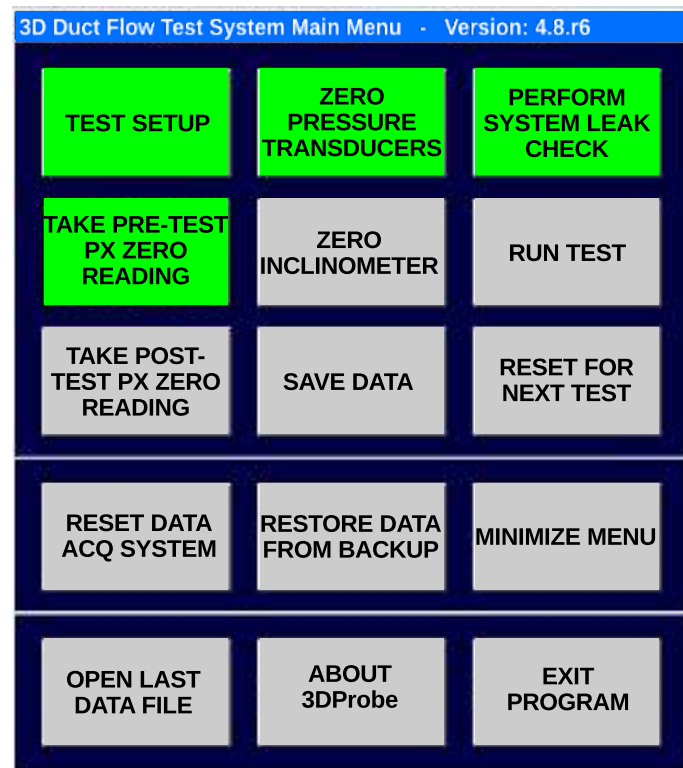 3D Duct Flow Test System Main Menu - Version: 4.8.r6
TEST SETUP
ZERO
PRESSURE
TRANSDUCERS
PERFORM
SYSTEM LEAK
CHECK
TAKE PRE-TEST
PX ZERO
READING
ZERO
INCLINOMETER
RUN TEST
TAKE POST-
TEST PX ZERO
READING
SAVE DATA
RESET FOR
NEXT TEST
RESET DATA
ACQ SYSTEM
RESTORE DATA
FROM BACKUP
MINIMIZE MENU
OPEN LAST
DATA FILE
ABOUT
3DProbe
EXIT
PROGRAM